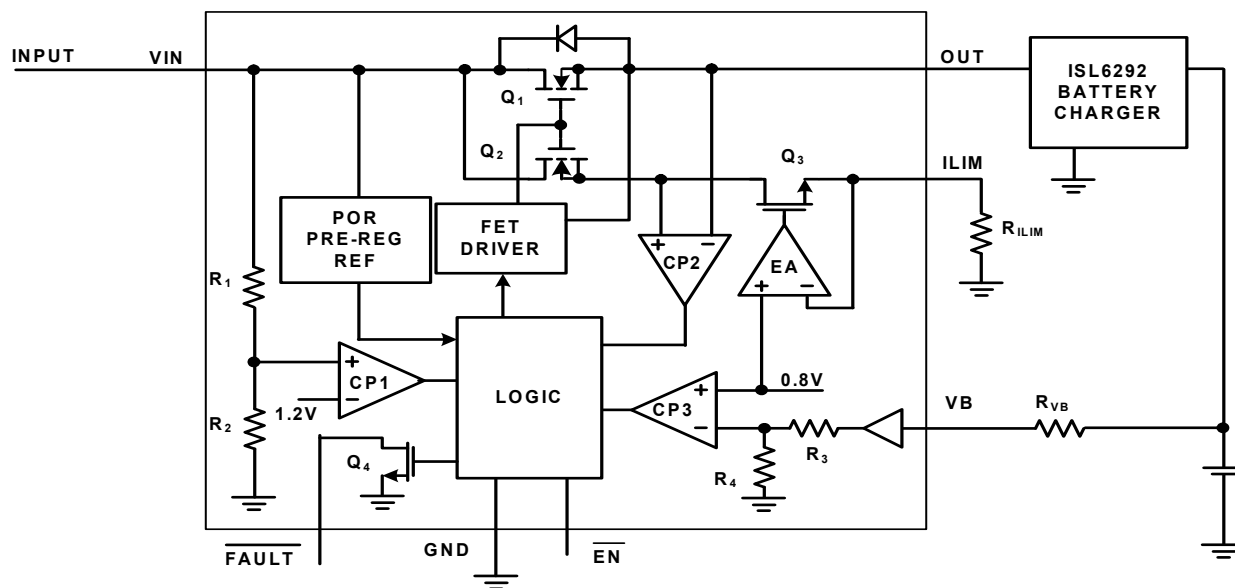 INPUT
VIN
OUT
ISL6292
BATTERY
CHARGER
Q1
Q2
Q3
ILIM
POR
PRE-REG
REF
FET
DRIVER
+
−
CP2
RILIM
EA
+
−
R1
+
CP1
−
1.2V
LOGIC
+
CP3
−
0.8V
VB
RVB
R2
R3
Q4
R4
FAULT
GND
EN